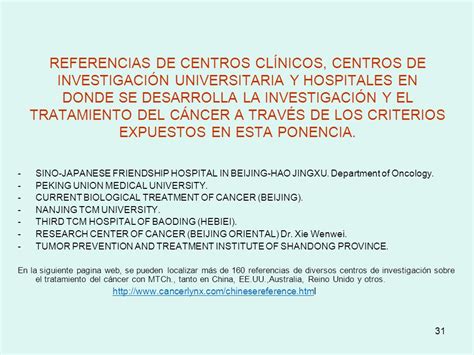 REFERENCIAS DE CENTROS CLÍNICOS, CENTROS DE
INVESTIGACIÓN UNIVERSITARIA Y HOSPITALES EN
DONDE SE DESARROLLA LA INVESTIGACIÓN Y EL
TRATAMIENTO DEL CÁNCER A TRAVÉS DE LOS CRITERIOS
EXPUESTOS EN ESTA PONENCIA.
- SINO-JAPANESE FRIENDSHIP HOSPITAL IN BEIJING-HAO JINGXU. Department of Oncology.
- PEKING UNION MEDICAL UNIVERSITY.
- CURRENT BIOLOGICAL TREATMENT OF CANCER (BEIJING).
- NANJING TCM UNIVERSITY.
- THIRD TCM HOSPITAL OF BAODING (HEBIEI).
- RESEARCH CENTER OF CANCER (BEIJING ORIENTAL) Dr. Xie Wenwei.
- TUMOR PREVENTION AND TREATMENT INSTITUTE OF SHANDONG PROVINCE.
En la siguiente pagina web, se pueden localizar más de 160 referencias de diversos centros de investigación sobre
el tratamiento del cáncer con MTCh., tanto en China, EE.UU.,Australia, Reino Unido y otros.
http://www.cancerlynx.com/chinesereference.html
31